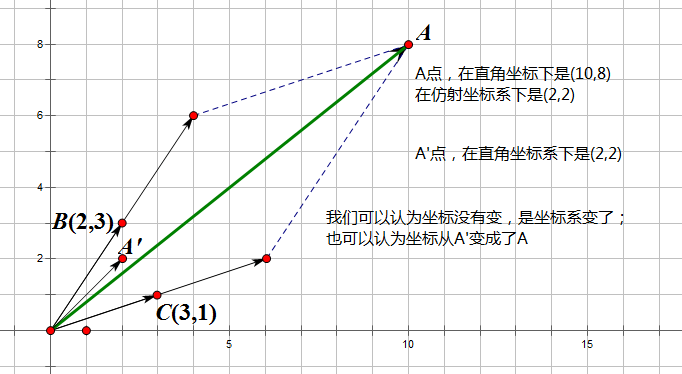 8
A
A点，在直角坐标下是(10,8)
在仿射坐标系下是(2,2)
6
A'点，在直角坐标系下是(2,2)
4
B(2,3)
我们可以认为坐标没有变，是坐标系变了；
也可以认为坐标从A'变成了A
A'
2
C(3,1)
5
10
15